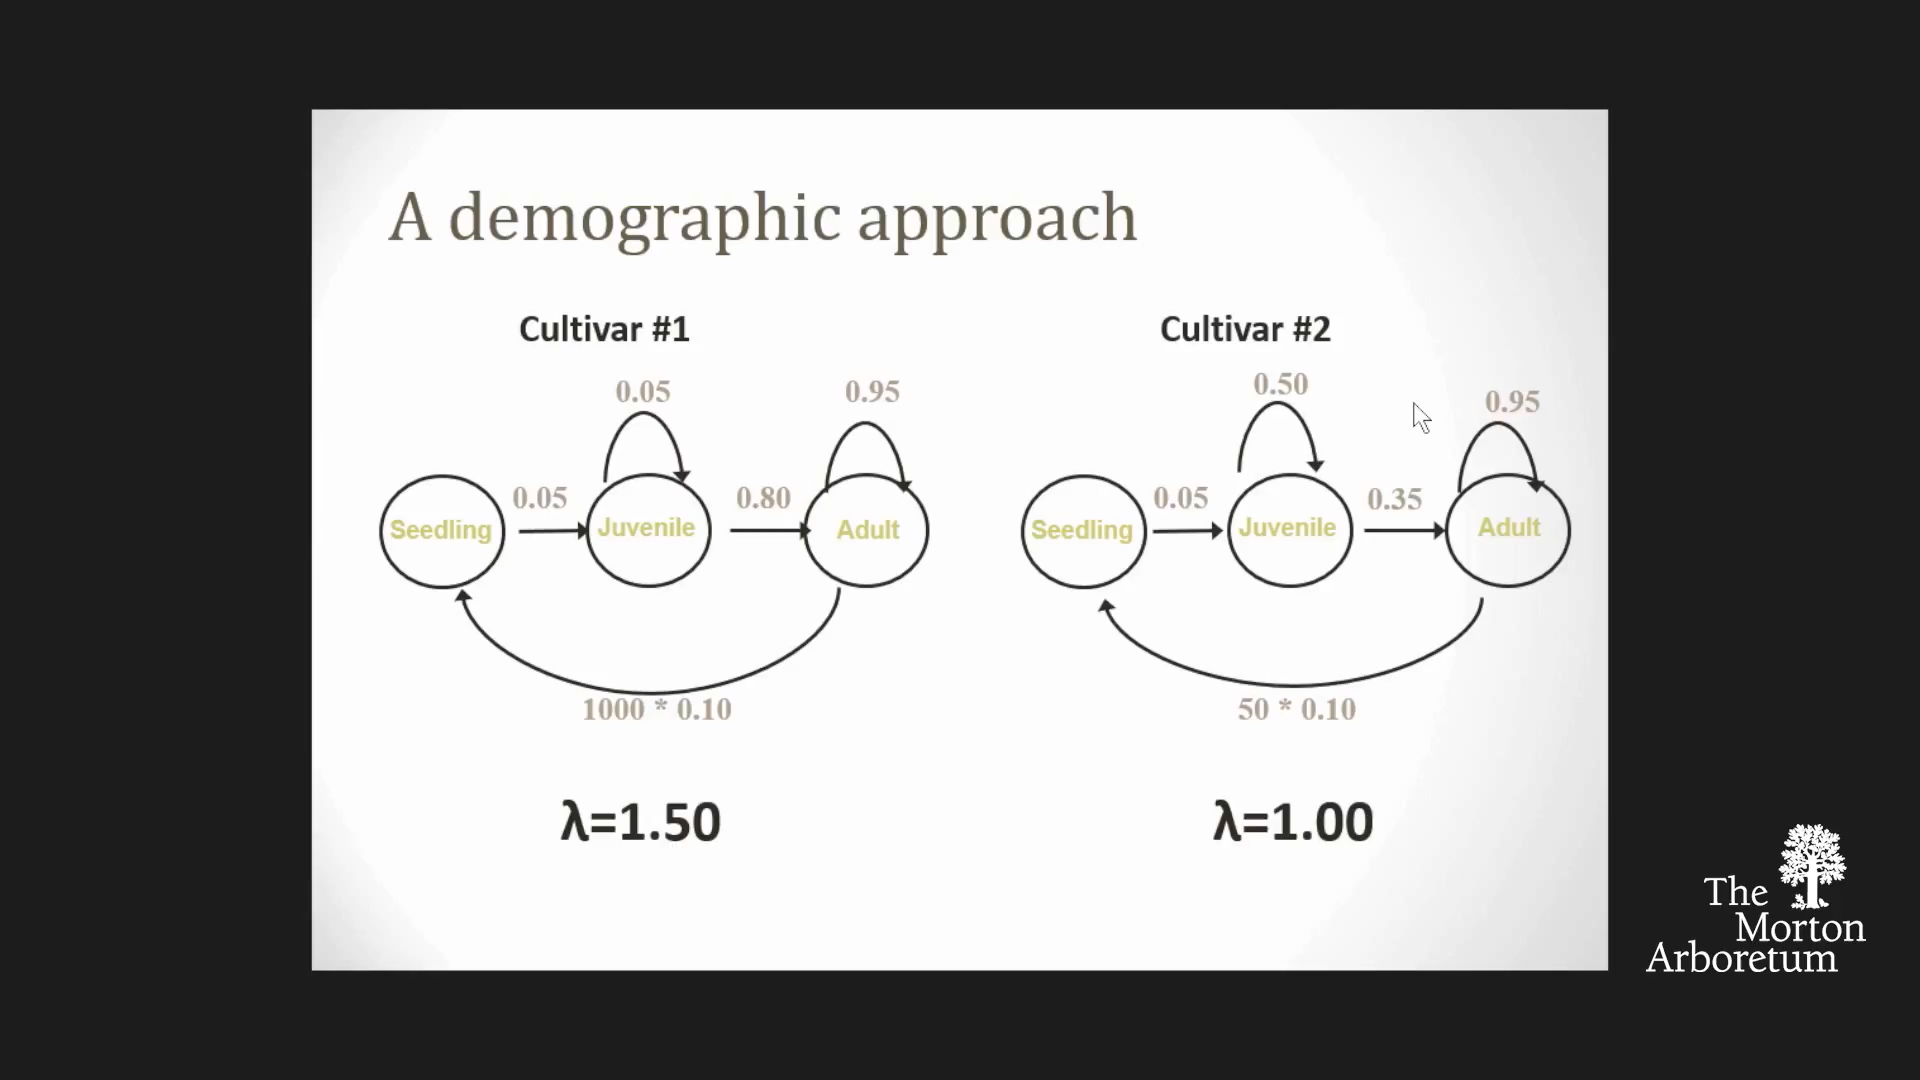 A demographic approach
Cultivar #1
Cultivar #2
0.05
0.95
0.50
0.95
Seedling
0.05
Juvenile
0.80
Adult
Seedling
0.05
Juvenile
0.35
Adult
1000 * 0.10
50 * 0.10
λ=1.50
λ=1.00
The
Morton
Arboretum